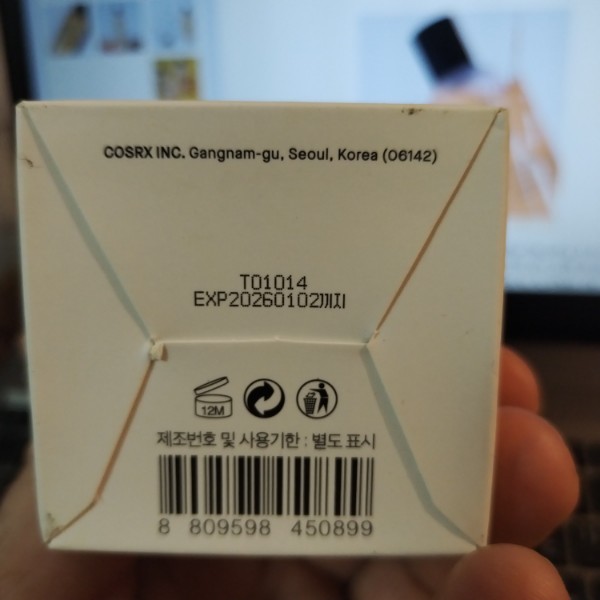 COSRX INC. Gangnam-gu, Seoul, Korea (06142)
T01014
EXP20260102까지
12M
제조번호 및 사용기한 : 별도 표시
8 809598 450899